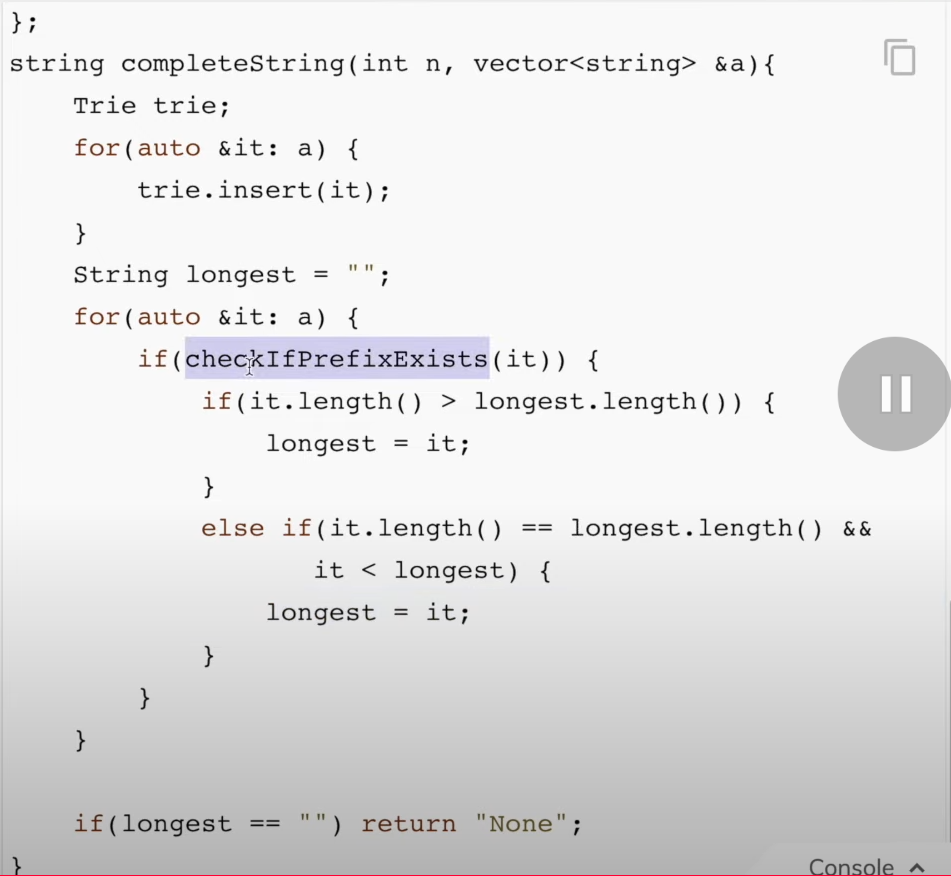 };
string completeString(int n, vector<string> &a){
    Trie trie;
    for(auto &it: a) {
        trie.insert(it);
    }
    String longest = "";
    for(auto &it: a) {
        if(checkIfPrefixExists(it)) {
            if(it.length() > longest.length()) {
                longest = it;
            }
            else if(it.length() == longest.length() &&
                   it < longest) {
                longest = it;
            }
        }
    }

    if(longest == "") return "None";
}
Console